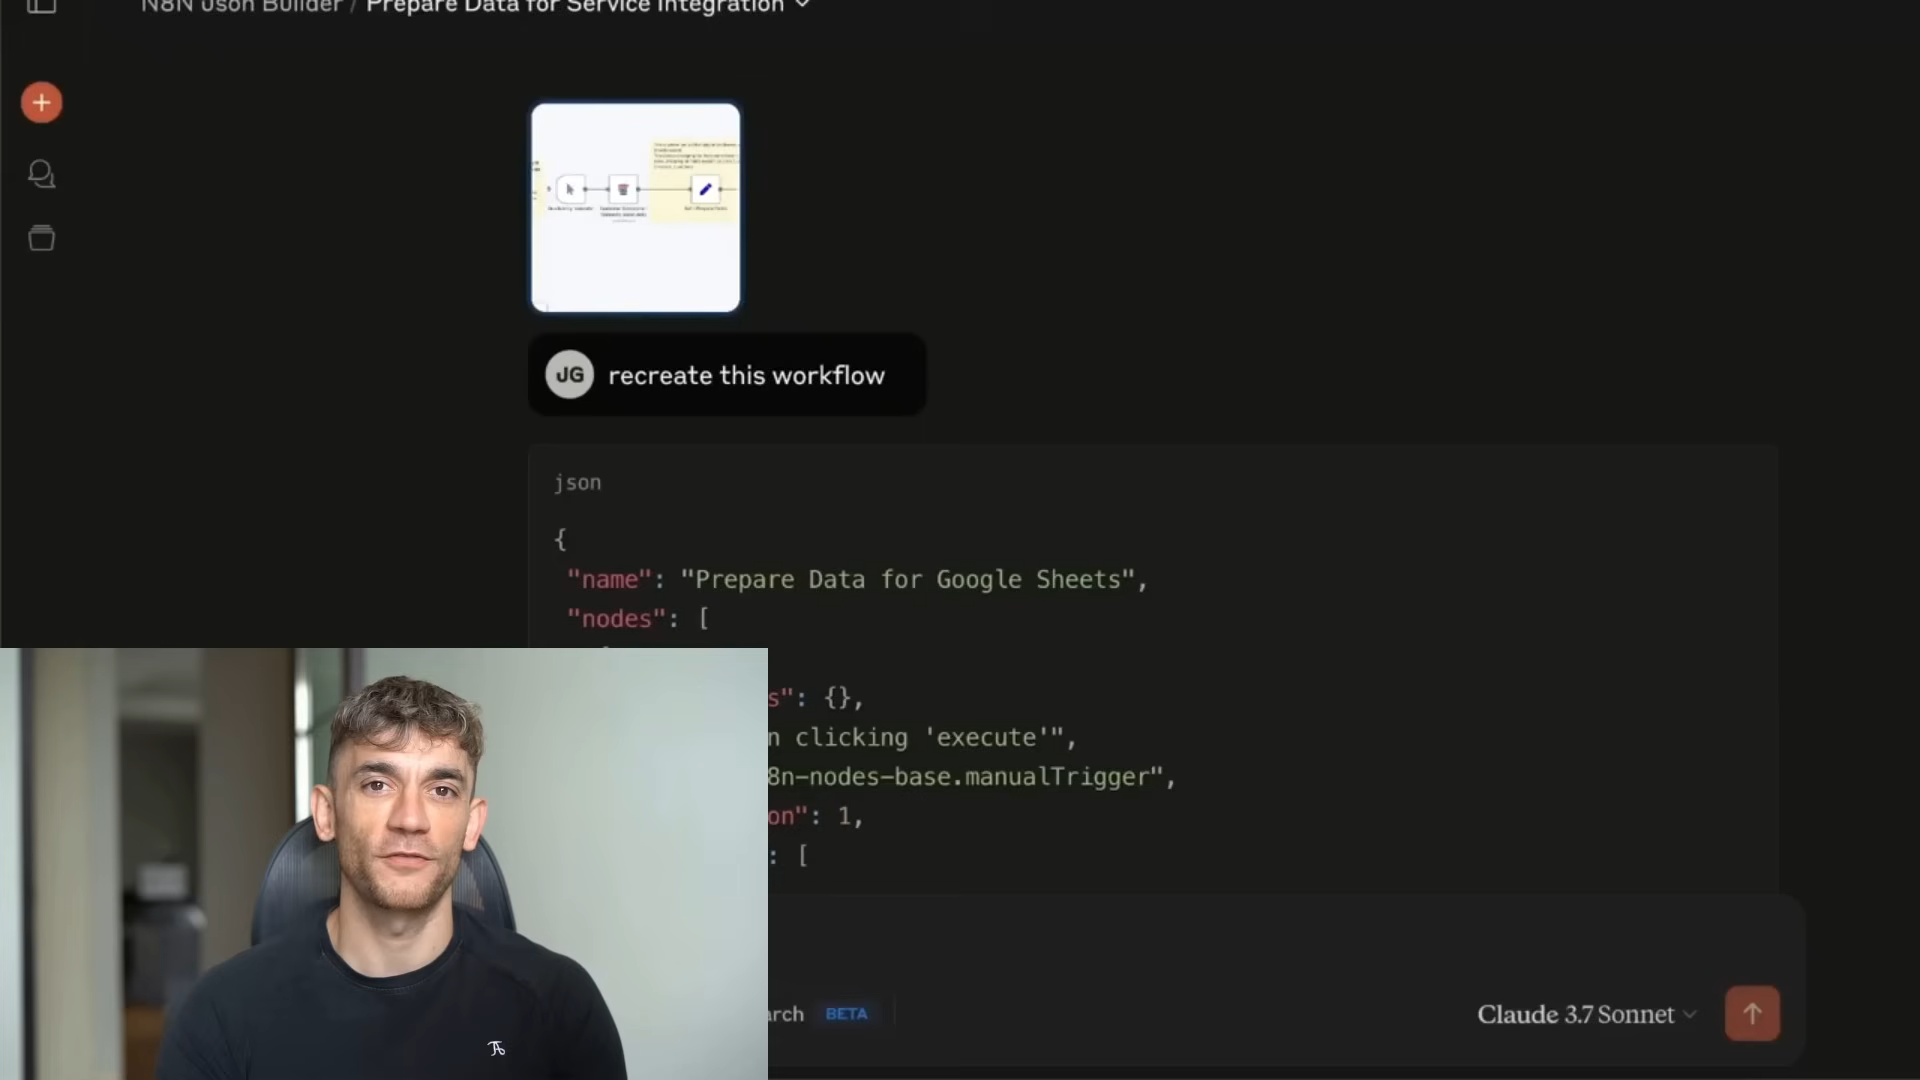 N8N Json Builder / Prepare Data for Service Integration
JG recreate this workflow
json
{
"name": "Prepare Data for Google Sheets",
"nodes": [
s": {},
n clicking 'execute'",
8n-nodes-base.manualTrigger",
on": 1,
: [
arch BETA
Claude 3.7 Sonnet